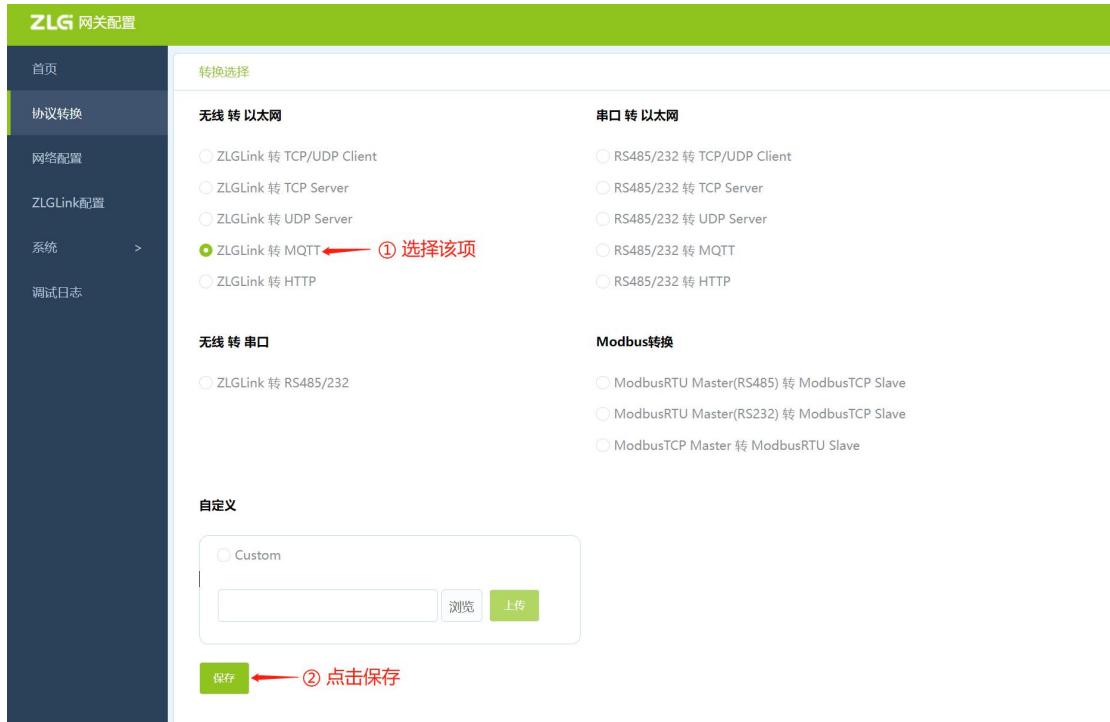 ZLG 网关配置
首页
协议转换
网络配置
ZLGLink配置
系统 >
调试日志
转换选择
无线 转 以太网
ZLGLink 转 TCP/UDP Client
ZLGLink 转 TCP Server
ZLGLink 转 UDP Server
ZLGLink 转 MQTT ① 选择该项
ZLGLink 转 HTTP
串口 转 以太网
RS485/232 转 TCP/UDP Client
RS485/232 转 TCP Server
RS485/232 转 UDP Server
RS485/232 转 MQTT
RS485/232 转 HTTP
无线 转 串口
ZLGLink 转 RS485/232
Modbus转换
ModbusRTU Master(RS485) 转 ModbusTCP Slave
ModbusRTU Master(RS232) 转 ModbusTCP Slave
ModbusTCP Master 转 ModbusRTU Slave
自定义
Custom
浏览 上传
保存 ② 点击保存